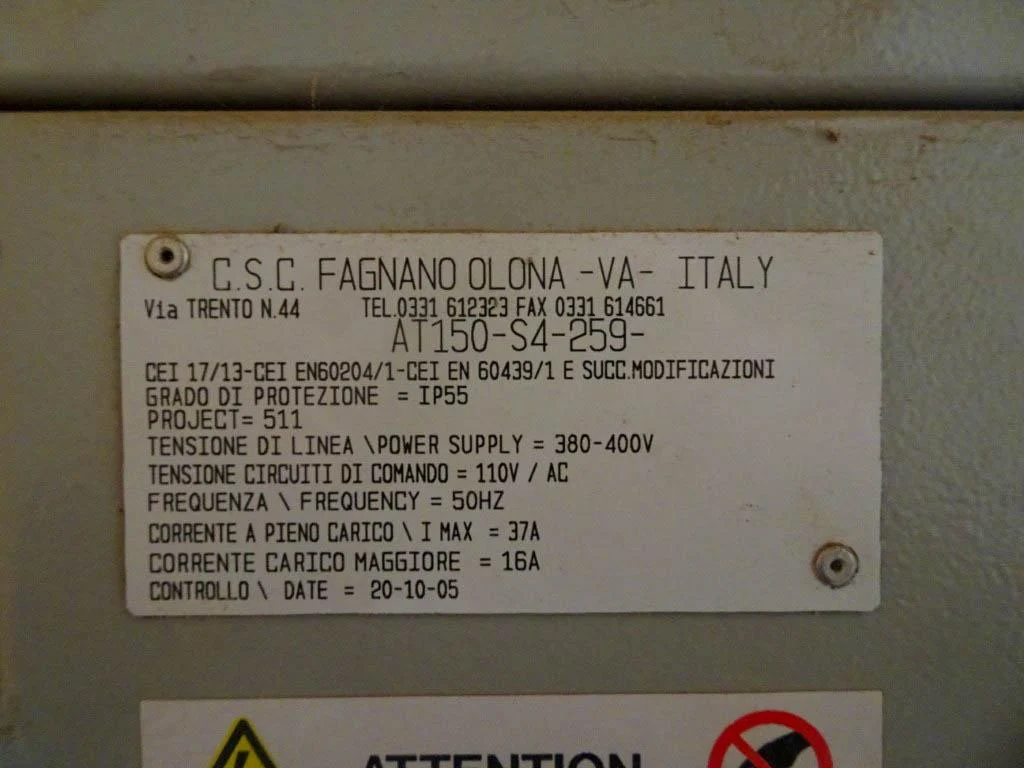 C.S.C. FAGNANO OLONA -VA- ITALY
Via TRENTO N.44 TEL.0331 612323 FAX 0331 614661
AT150-S4-259-
CEI 17/13-CEI EN60204/1-CEI EN 60439/1 E SUCC.MODIFICAZIONI
GRADO DI PROTEZIONE = IP55
PROJECT= 511
TENSIONE DI LINEA \POWER SUPPLY = 380-400V
TENSIONE CIRCUITI DI COMANDO = 110V / AC
FREQUENZA \ FREQUENCY = 50HZ
CORRENTE A PIENO CARICO \ I MAX = 37A
CORRENTE CARICO MAGGIORE = 16A
CONTROLLO \ DATE = 20-10-05
ATTENTION